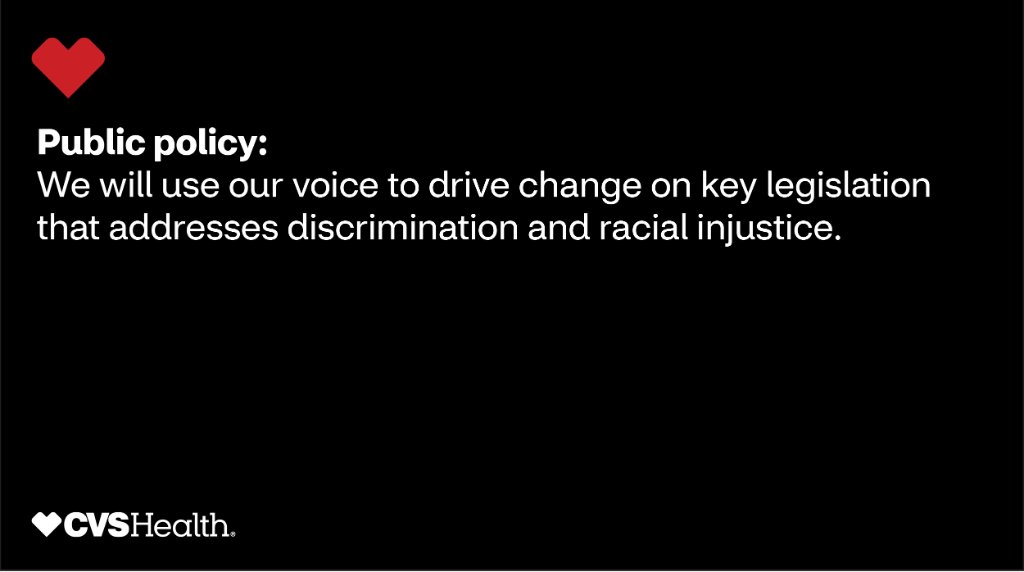 Public policy:
We will use our voice to drive change on key legislation
that addresses discrimination and racial injustice.
CVSHealth®